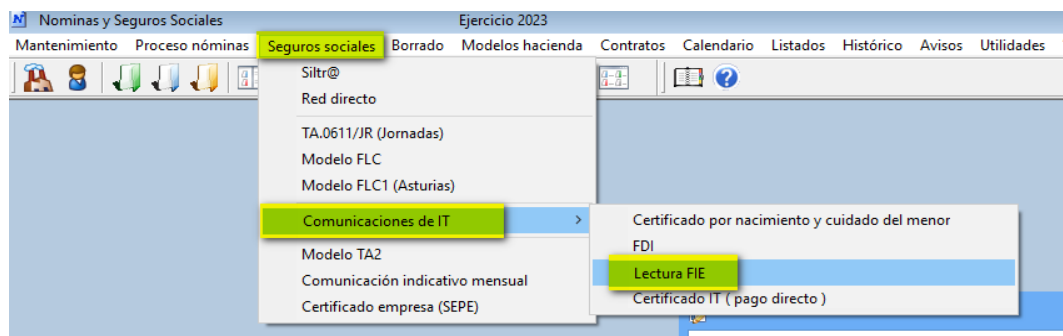 Nominas y Seguros Sociales Ejercicio 2023
Mantenimiento Proceso nóminas Seguros sociales Borrado Modelos hacienda Contratos Calendario Listados Histórico Avisos Utilidades
Siltr@
Red directo
TA.0611/JR (Jornadas)
Modelo FLC
Modelo FLC1 (Asturias)
Comunicaciones de IT
Certificado por nacimiento y cuidado del menor
FDI
Modelo TA2
Lectura FIE
Comunicación indicativo mensual
Certificado IT ( pago directo )
Certificado empresa (SEPE)